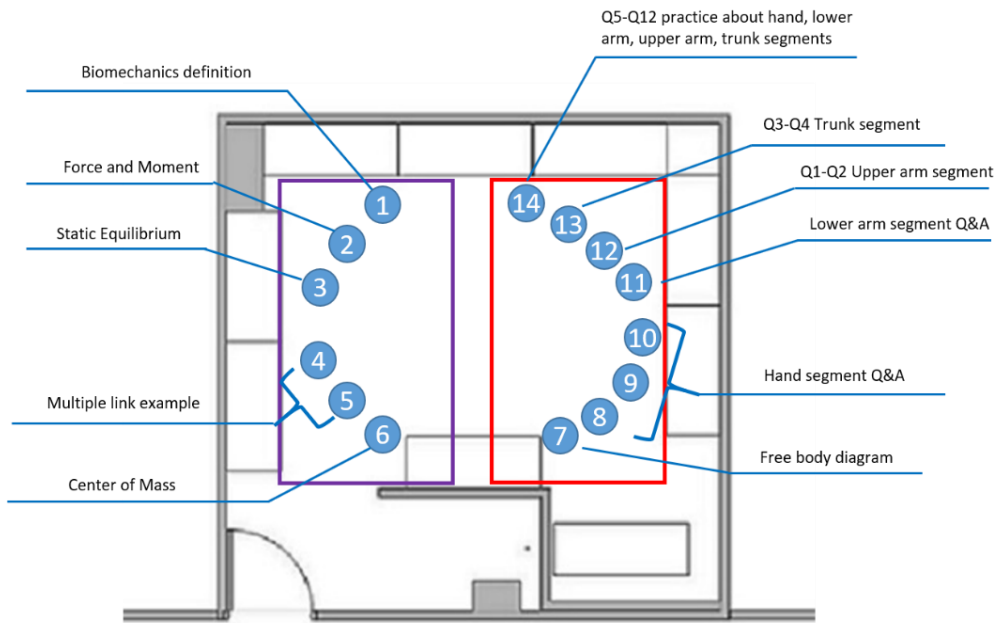 Q5-Q12 practice about hand, lower
arm, upper arm, trunk segments
Biomechanics definition
Q3-Q4 Trunk segment
Force and Moment
Q1-Q2 Upper arm segment
Static Equilibrium
Lower arm segment Q&A
1
14
2
13
12
3
11
4
10
5
9
Hand segment Q&A
Multiple link example
6
7
8
Center of Mass
Free body diagram